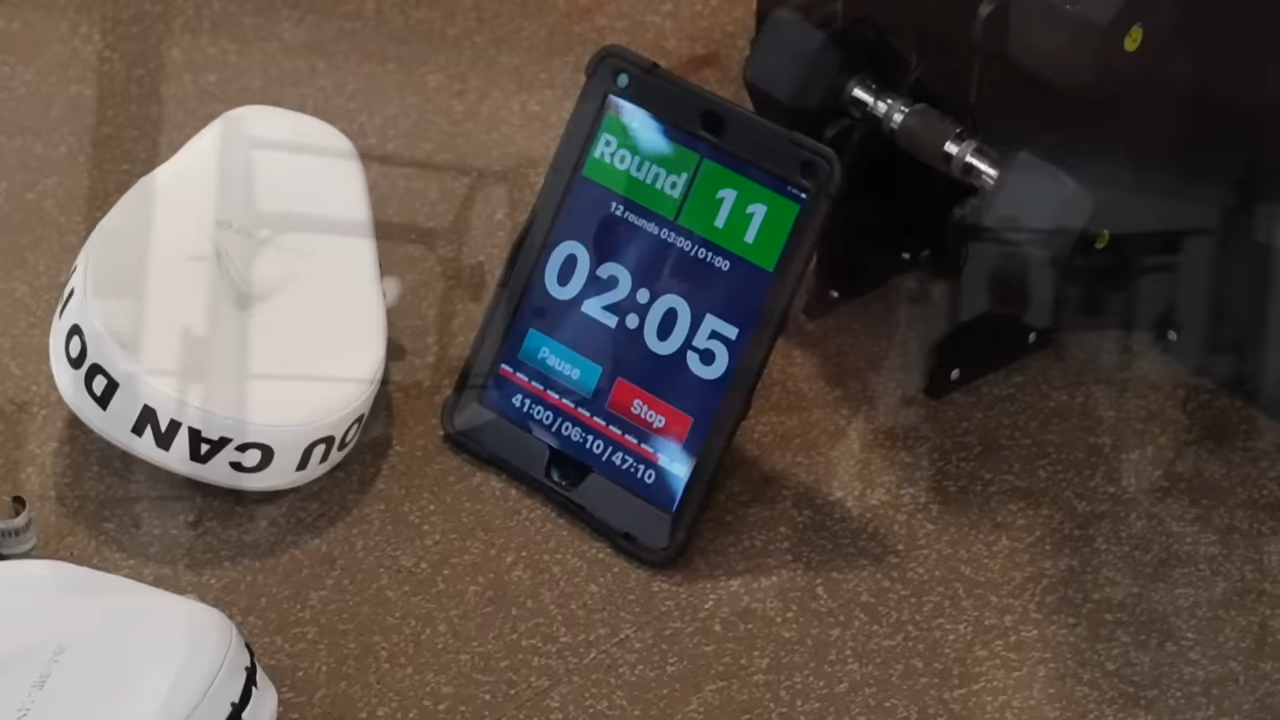 Round 11
12 rounds 03:00 / 01:00
02:05
Pause Stop
41:00 / 06:10 / 47:10
OU CAN DO